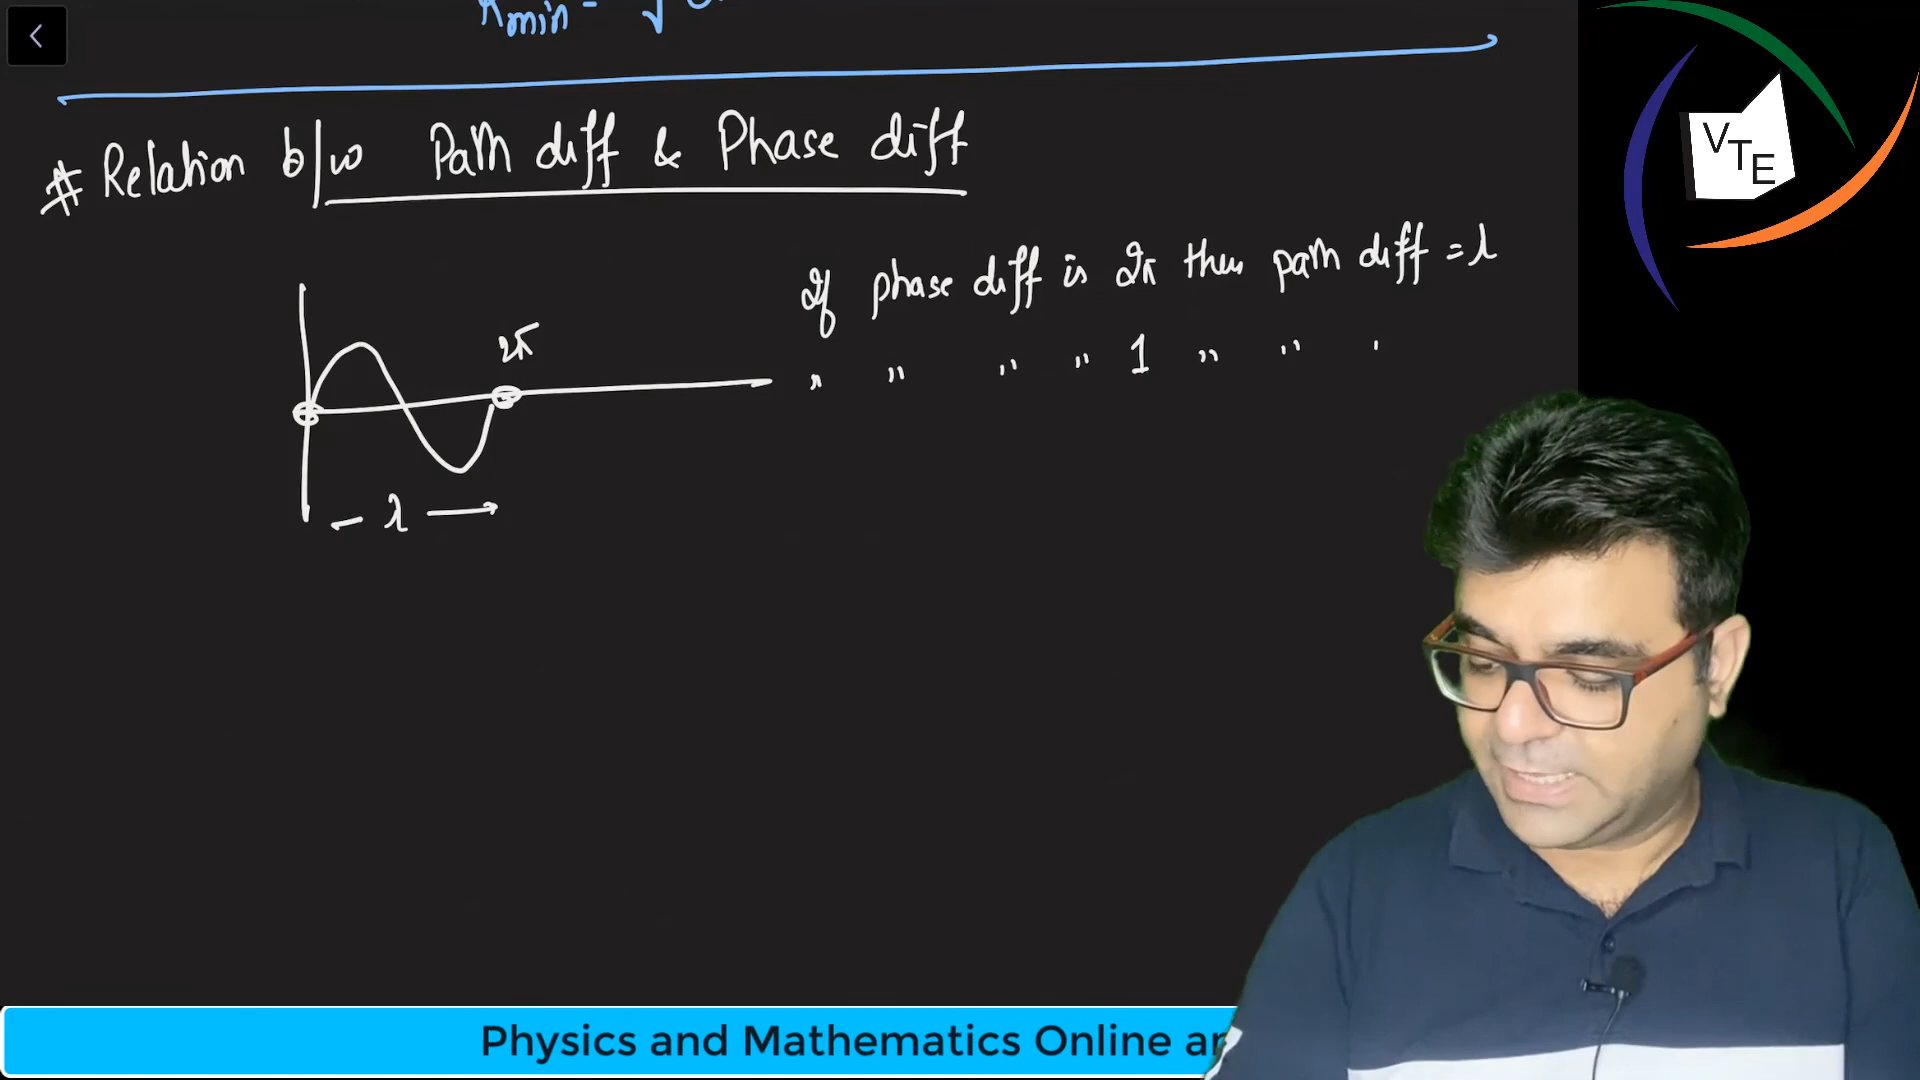 # Relation b/w Path diff & Phase diff
If phase diff is 2π then path diff = λ
" " " " 1 " " "
2π
λ
VTE
Physics and Mathematics Online